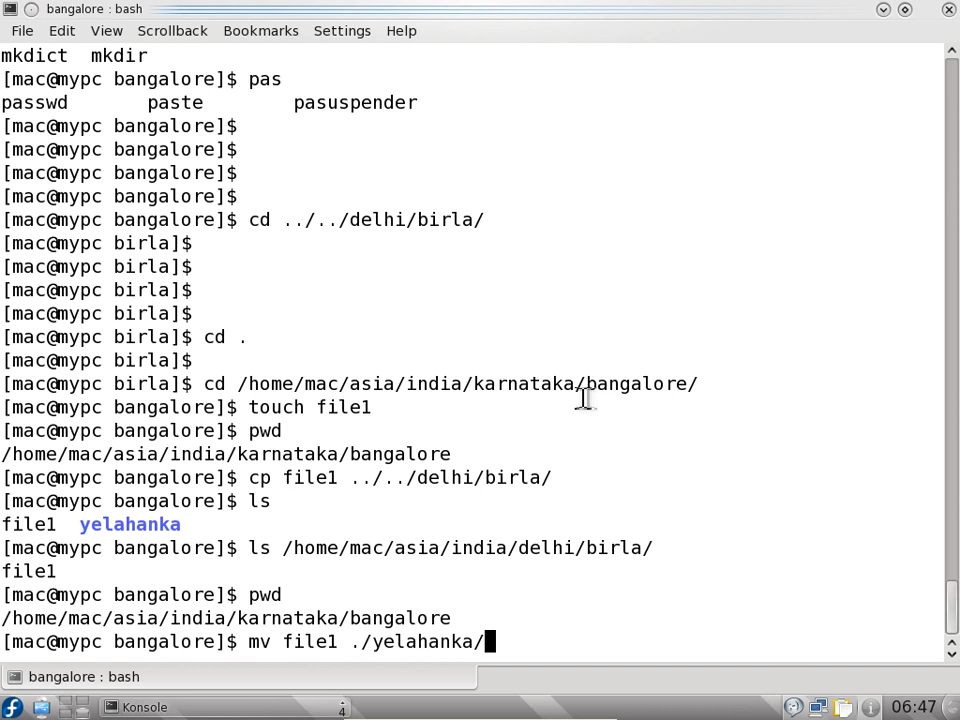 bangalore : bash
File Edit View Scrollback Bookmarks Settings Help
mkdict  mkdir
[mac@mypc bangalore]$ pas
passwd       paste        pasuspender
[mac@mypc bangalore]$
[mac@mypc bangalore]$
[mac@mypc bangalore]$
[mac@mypc bangalore]$
[mac@mypc bangalore]$ cd ../../delhi/birla/
[mac@mypc birla]$
[mac@mypc birla]$
[mac@mypc birla]$
[mac@mypc birla]$
[mac@mypc birla]$ cd .
[mac@mypc birla]$
[mac@mypc birla]$ cd /home/mac/asia/india/karnataka/bangalore/
[mac@mypc bangalore]$ touch file1
[mac@mypc bangalore]$ pwd
/home/mac/asia/india/karnataka/bangalore
[mac@mypc bangalore]$ cp file1 ../../delhi/birla/
[mac@mypc bangalore]$ ls
file1  yelahanka
[mac@mypc bangalore]$ ls /home/mac/asia/india/delhi/birla/
file1
[mac@mypc bangalore]$ pwd
/home/mac/asia/india/karnataka/bangalore
[mac@mypc bangalore]$ mv file1 ./yelahanka/
bangalore : bash
Konsole 4 06:47